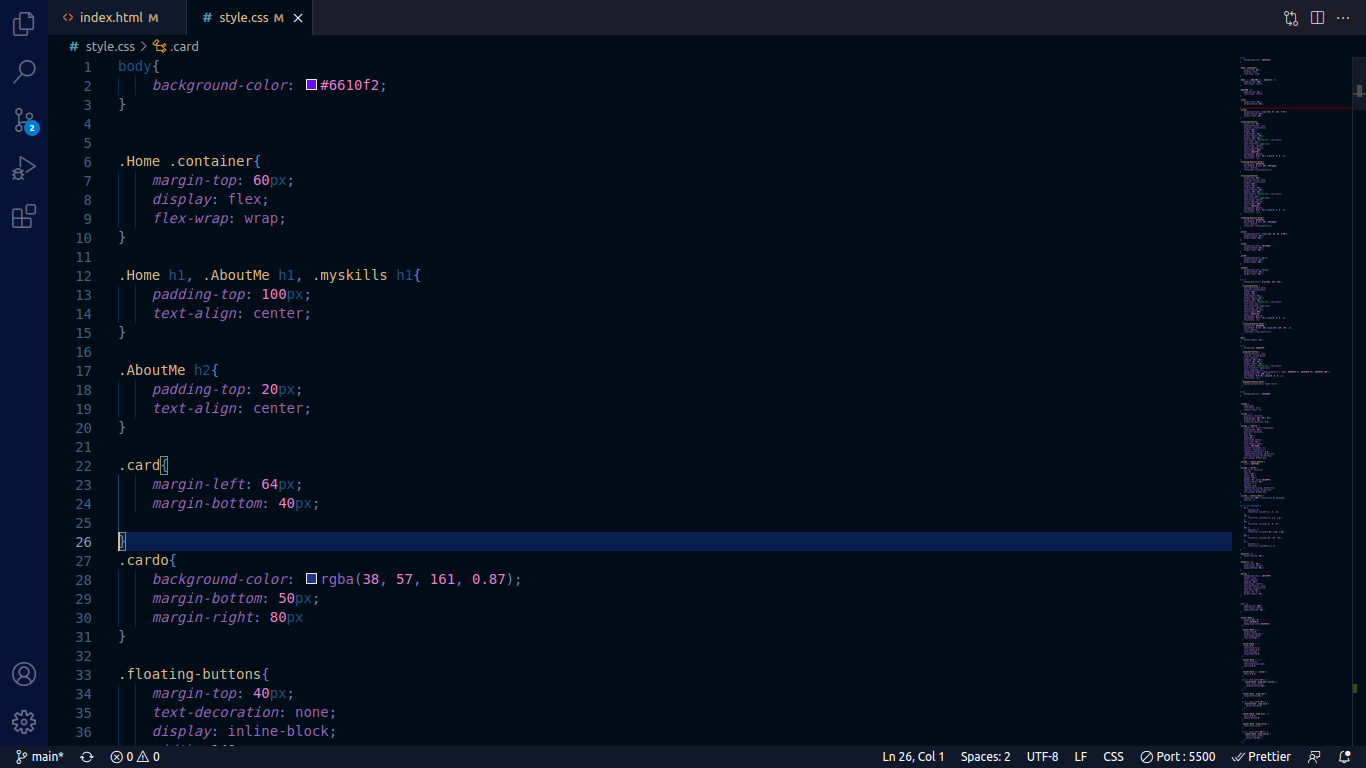 index.html M
style.css M
style.css > .card
2
1 body{
2 background-color: #6610f2;
3 }
4
5
6 .Home .container{
7 margin-top: 60px;
8 display: flex;
9 flex-wrap: wrap;
10 }
11
12 .Home h1, .AboutMe h1, .myskills h1{
13 padding-top: 100px;
14 text-align: center;
15 }
16
17 .AboutMe h2{
18 padding-top: 20px;
19 text-align: center;
20 }
21
22 .card{
23 margin-left: 64px;
24 margin-bottom: 40px;
25
26 }
27 .cardo{
28 background-color: rgba(38, 57, 161, 0.87);
29 margin-bottom: 50px;
30 margin-right: 80px
31 }
32
33 .floating-buttons{
34 margin-top: 40px;
35 text-decoration: none;
36 display: inline-block;
main* 0 0 Ln 26, Col 1 Spaces: 2 UTF-8 LF CSS Port : 5500 Prettier